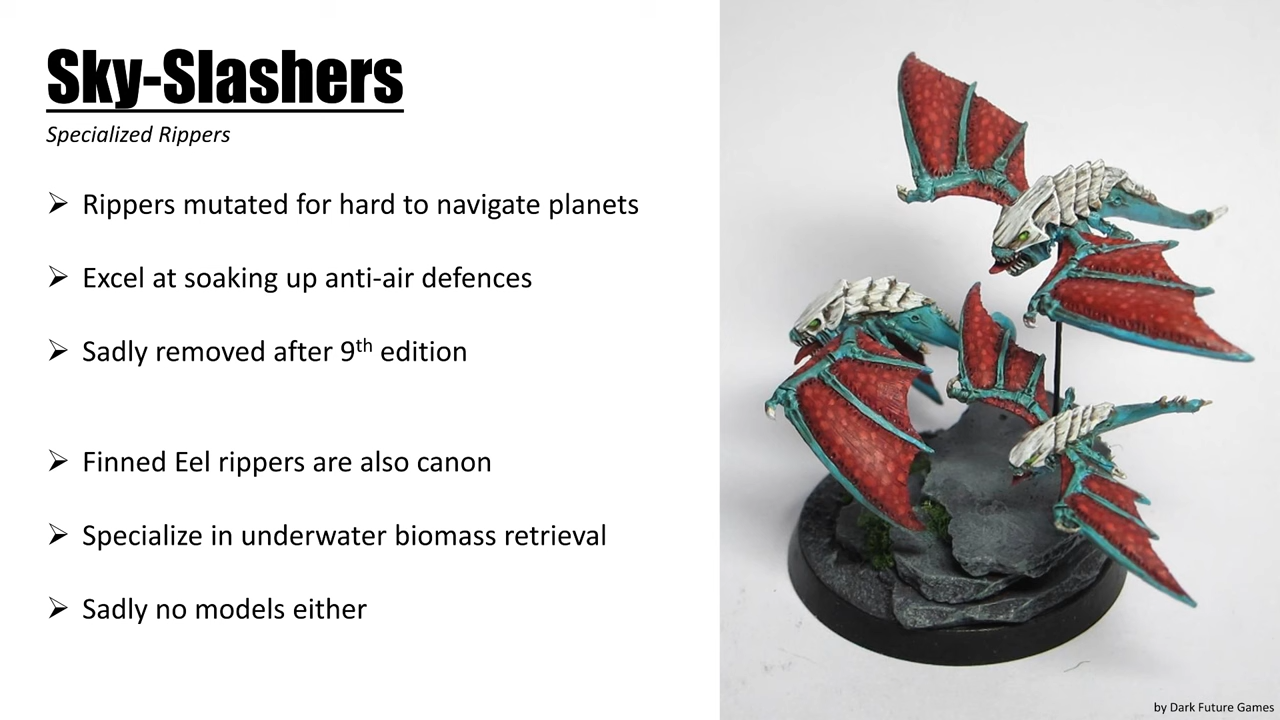 Sky-Slashers
Specialized Rippers
➢ Rippers mutated for hard to navigate planets
➢ Excel at soaking up anti-air defences
➢ Sadly removed after 9th edition
➢ Finned Eel rippers are also canon
➢ Specialize in underwater biomass retrieval
➢ Sadly no models either
by Dark Future Games